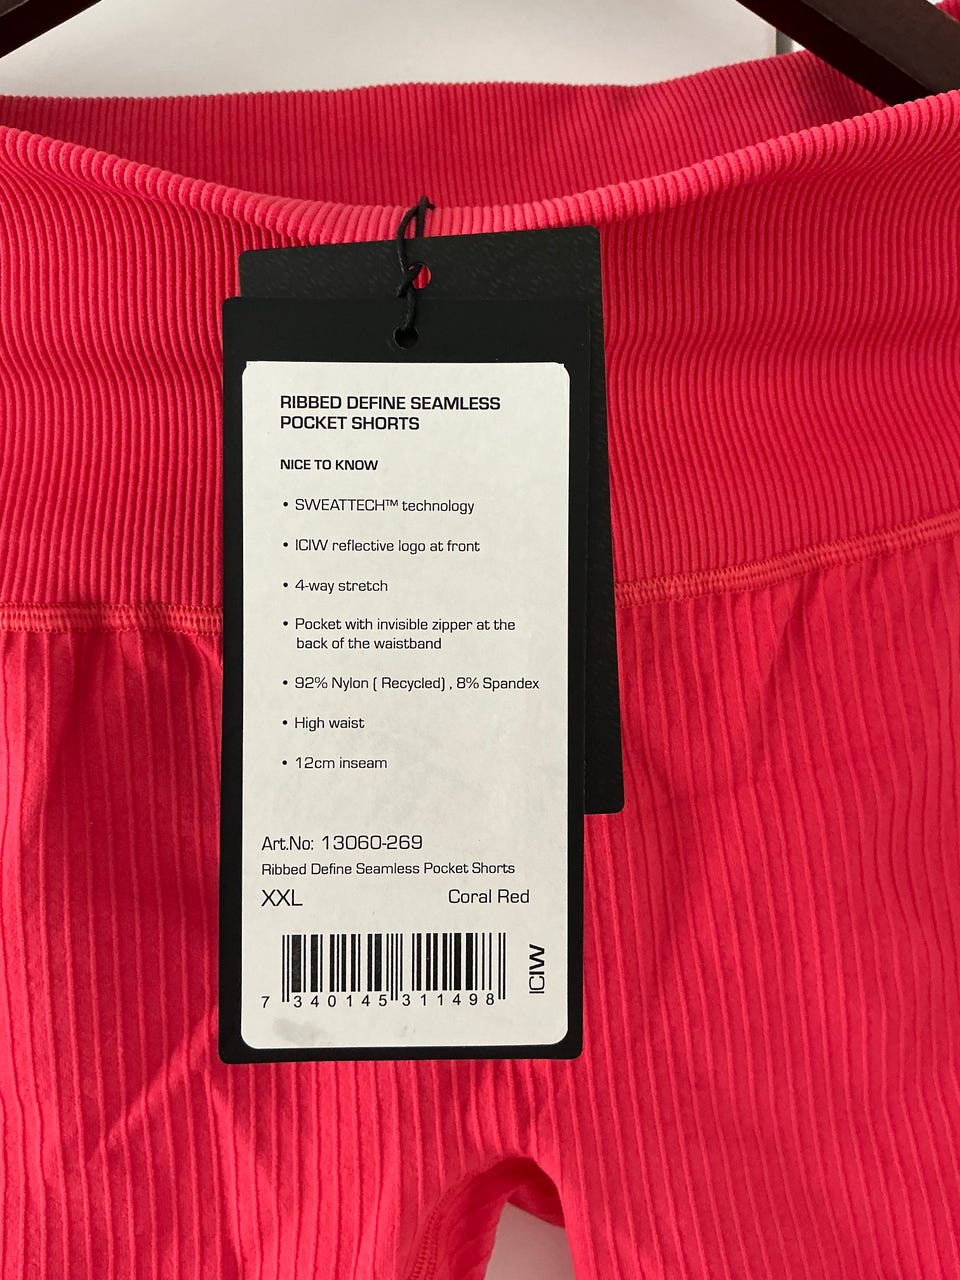 RIBBED DEFINE SEAMLESS
POCKET SHORTS
NICE TO KNOW
• SWEATTECH™ technology
• ICIW reflective logo at front
• 4-way stretch
• Pocket with invisible zipper at the
back of the waistband
• 92% Nylon ( Recycled) , 8% Spandex
• High waist
• 12cm inseam
Art.No: 13060-269
Ribbed Define Seamless Pocket Shorts
XXL Coral Red
ICIW
7 340145 311498